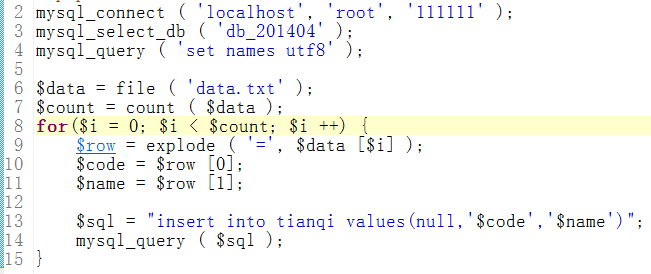 2 mysql_connect ( 'localhost', 'root', '111111' );
3 mysql_select_db ( 'db_201404' );
4 mysql_query ( 'set names utf8' );
5
6 $data = file ( 'data.txt' );
7 $count = count ( $data );
8 for($i = 0; $i < $count; $i ++) {
9     $row = explode ( '=', $data [$i] );
10     $code = $row [0];
11     $name = $row [1];
12
13     $sql = "insert into tianqi values(null,'$code','$name')";
14     mysql_query ( $sql );
15 }